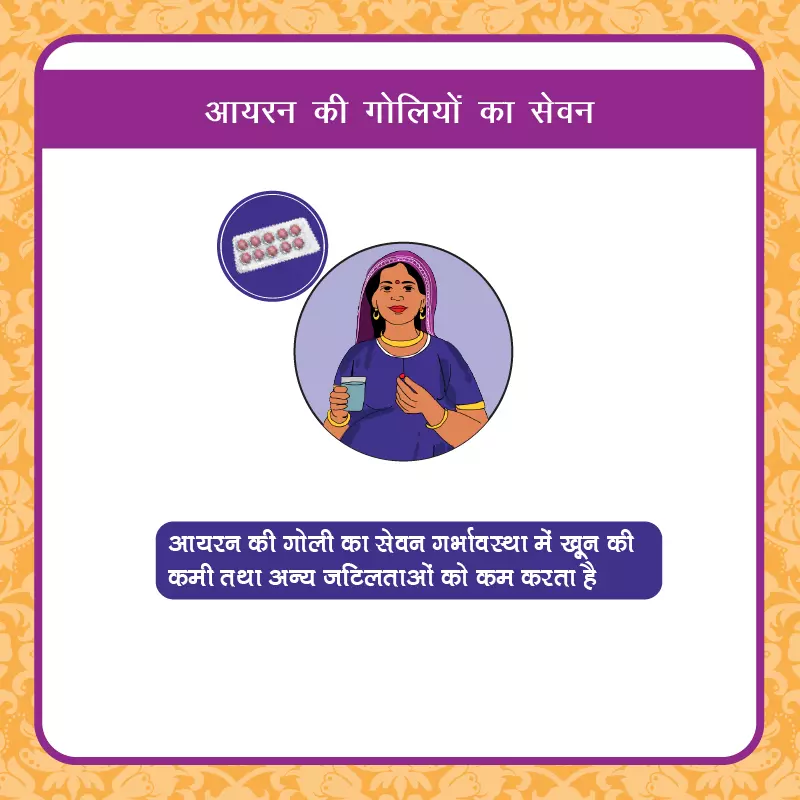 आयरन की गोलियों का सेवन
आयरन की गोली का सेवन गर्भावस्था में खून की
कमी तथा अन्य जटिलताओं को कम करता है